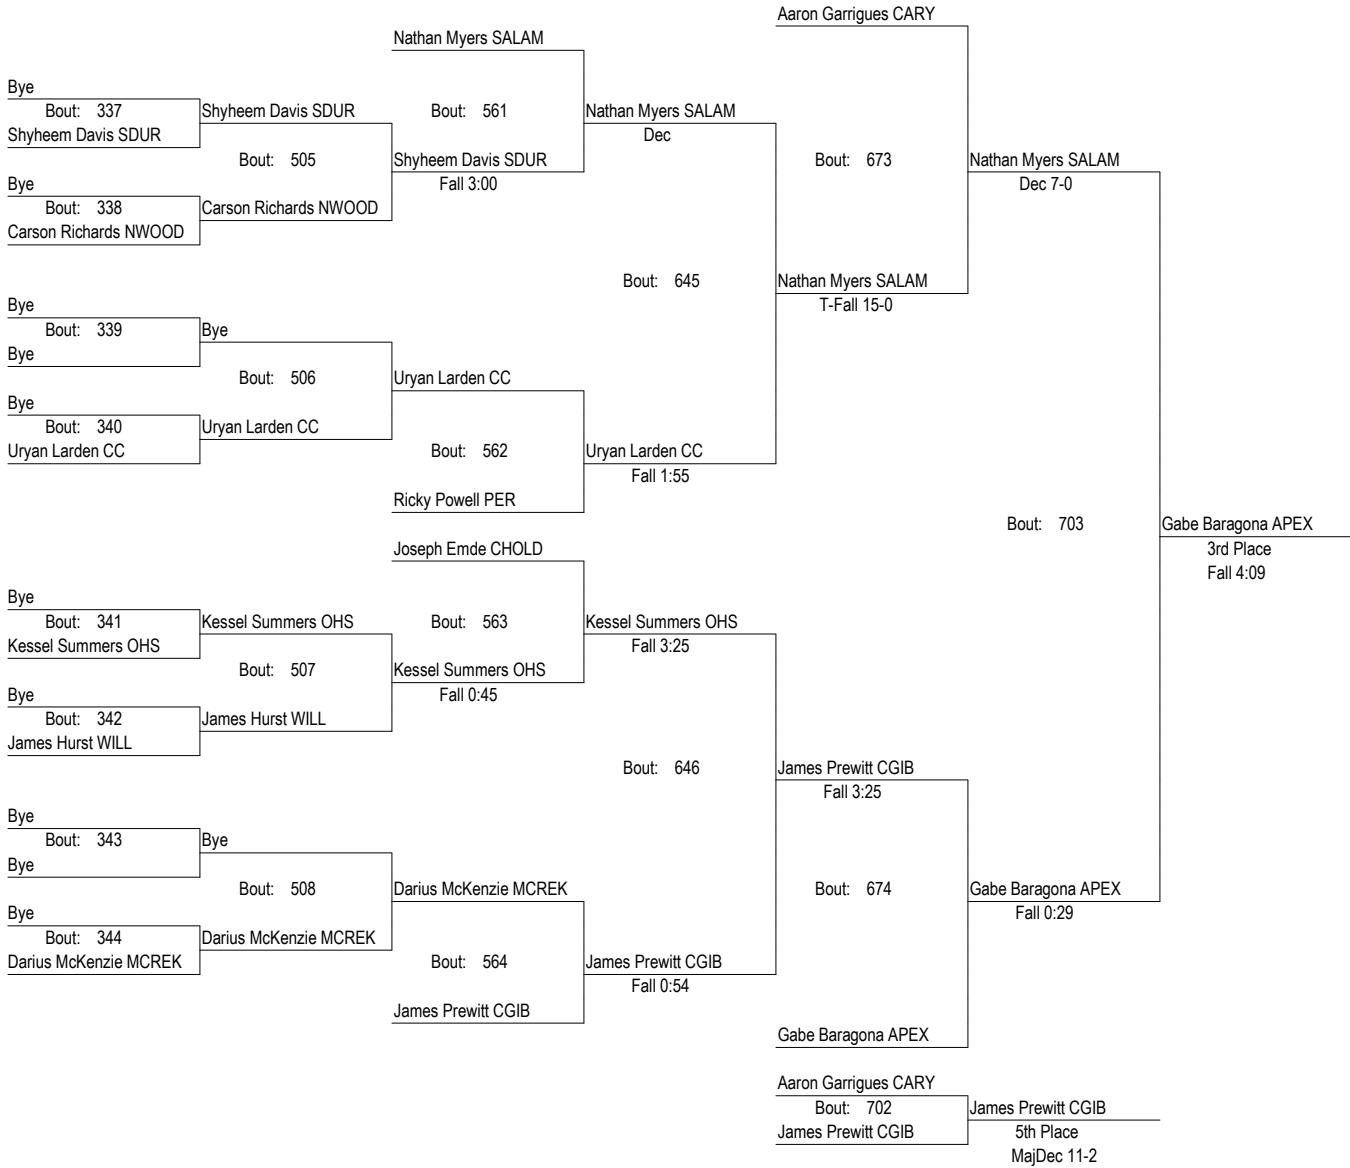 Aaron Garrigues CARY
Nathan Myers SALAM
Bye
Bout: 337
Shyheem Davis SDUR
Bout: 561
Nathan Myers SALAM
Shyheem Davis SDUR
Dec
Bout: 505
Shyheem Davis SDUR
Bout: 673
Nathan Myers SALAM
Bye
Fall 3:00
Dec 7-0
Bout: 338
Carson Richards NWOOD
Carson Richards NWOOD
Bout: 645
Nathan Myers SALAM
Bye
T-Fall 15-0
Bout: 339
Bye
Bye
Bout: 506
Uryan Larden CC
Bye
Bout: 340
Uryan Larden CC
Uryan Larden CC
Bout: 562
Uryan Larden CC
Fall 1:55
Ricky Powell PER
Bout: 703
Gabe Baragona APEX
Joseph Emde CHOLD
3rd Place
Fall 4:09
Bye
Bout: 341
Kessel Summers OHS
Bout: 563
Kessel Summers OHS
Kessel Summers OHS
Fall 3:25
Bout: 507
Kessel Summers OHS
Bye
Fall 0:45
Bout: 342
James Hurst WILL
James Hurst WILL
Bout: 646
James Prewitt CGIB
Fall 3:25
Bye
Bout: 343
Bye
Bye
Bout: 508
Darius McKenzie MCREK
Bout: 674
Gabe Baragona APEX
Bye
Fall 0:29
Bout: 344
Darius McKenzie MCREK
Darius McKenzie MCREK
Bout: 564
James Prewitt CGIB
Fall 0:54
James Prewitt CGIB
Gabe Baragona APEX
Aaron Garrigues CARY
Bout: 702
James Prewitt CGIB
James Prewitt CGIB
5th Place
MajDec 11-2